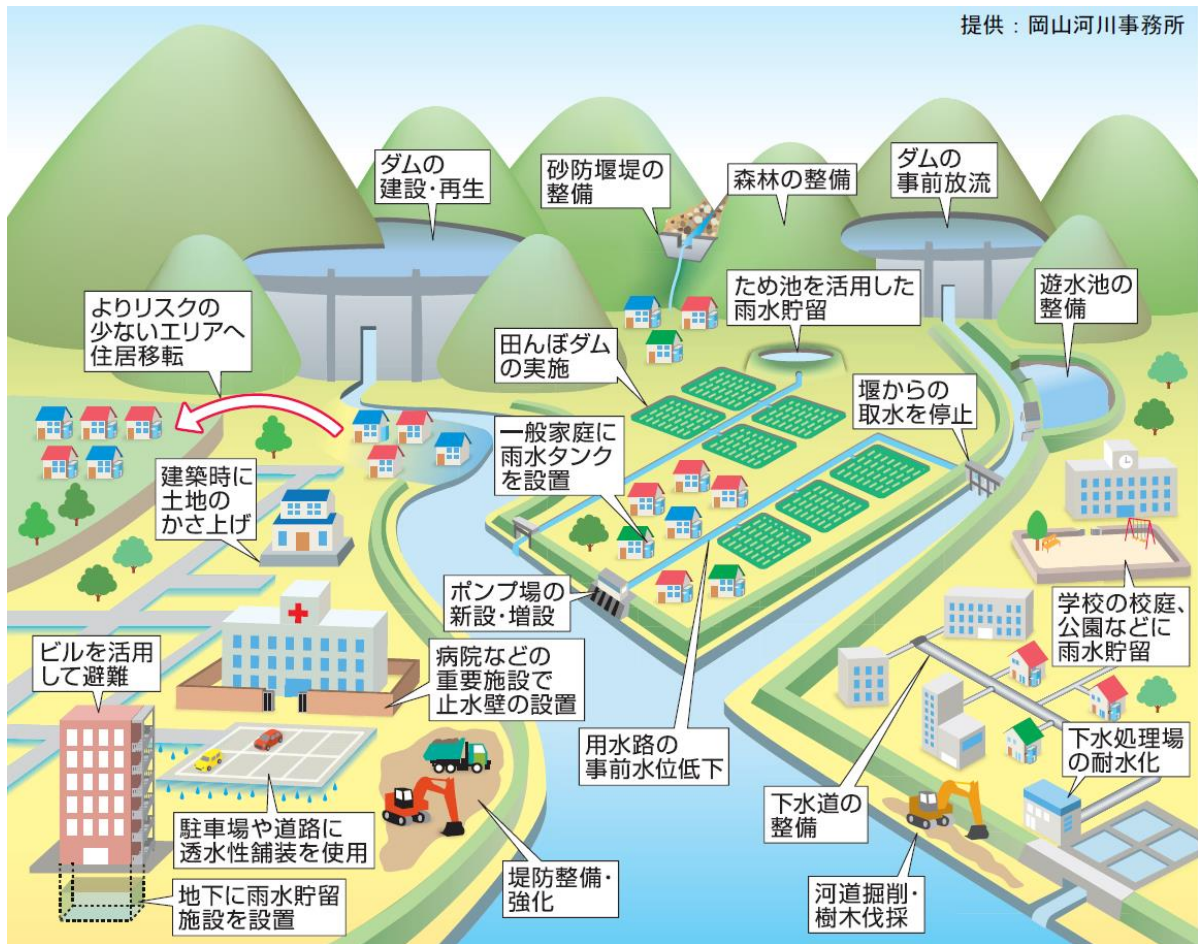 提供：岡山河川事務所
ダムの
建設・再生
砂防堰堤の
整備
森林の整備
ダムの
事前放流
よりリスクの
少ないエリアへ
住居移転
田んぼダム
の実施
ため池を活用した
雨水貯留
遊水池の
整備
堰からの
取水を停止
一般家庭に
雨水タンク
を設置
建築時に
土地の
かさ上げ
ポンプ場の
新設・増設
学校の校庭、
公園などに
雨水貯留
ビルを活用
して避難
病院などの
重要施設で
止水壁の設置
用水路の
事前水位低下
下水道の
整備
下水処理場
の耐水化
駐車場や道路に
透水性舗装を使用
地下に雨水貯留
施設を設置
堤防整備・
強化
河道掘削・
樹木伐採